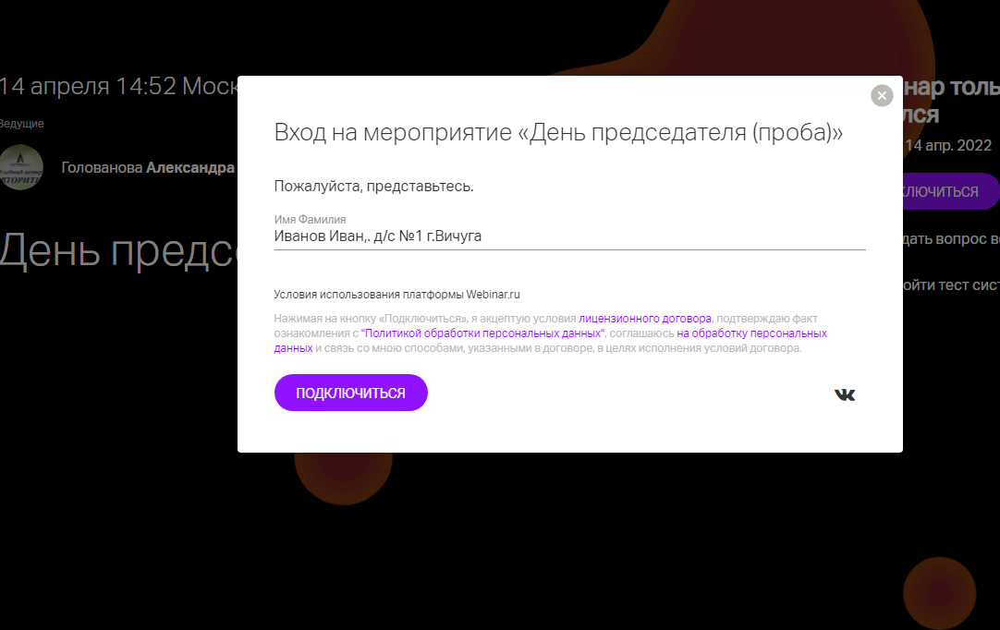 14 апреля 14:52 Моск
Ведущие
Голованова Александра
День предс
Вход на мероприятие «День председателя (проба)»
Пожалуйста, представьтесь.
Имя Фамилия
Иванов Иван,. д/с №1 г.Вичуга
Условия использования платформы Webinar.ru
Нажимая на кнопку «Подключиться», я акцептую условия лицензионного договора, подтверждаю факт
ознакомления с "Политикой обработки персональных данных", соглашаюсь на обработку персональных
данных и связь со мною способами, указанными в договоре, в целях исполнения условий договора.
ПОДКЛЮЧИТЬСЯ
нар толь
лся
14 апр. 2022
КЛЮЧИТЬСЯ
дать вопрос в
ойти тест сист